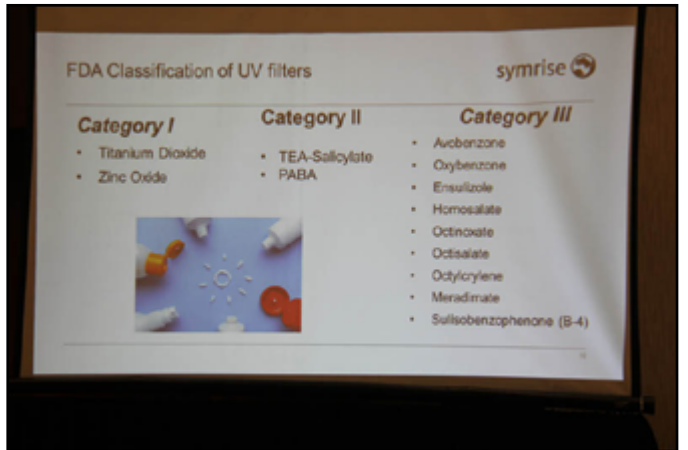 FDA Classification of UV filters
symrise
Category I
• Titanium Dioxide
• Zinc Oxide
Category II
• TEA-Salicylate
• PABA
Category III
• Avobenzone
• Oxybenzone
• Ensulizole
• Homosalate
• Octinoxate
• Octisalate
• Octylcrylene
• Meradimate
• Sulisobenzophenone (B-4)